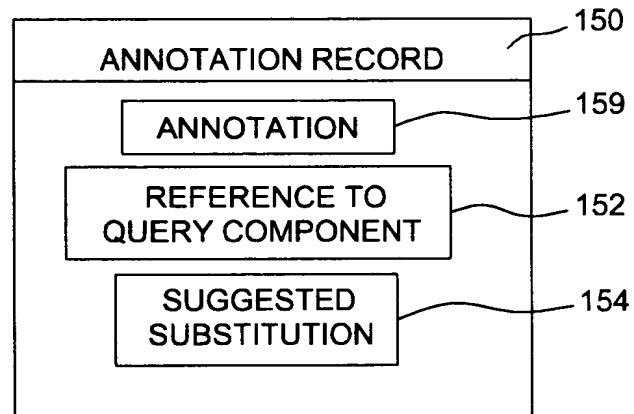 150
ANNOTATION RECORD
ANNOTATION
159
REFERENCE TO
QUERY COMPONENT
152
SUGGESTED
SUBSTITUTION
154